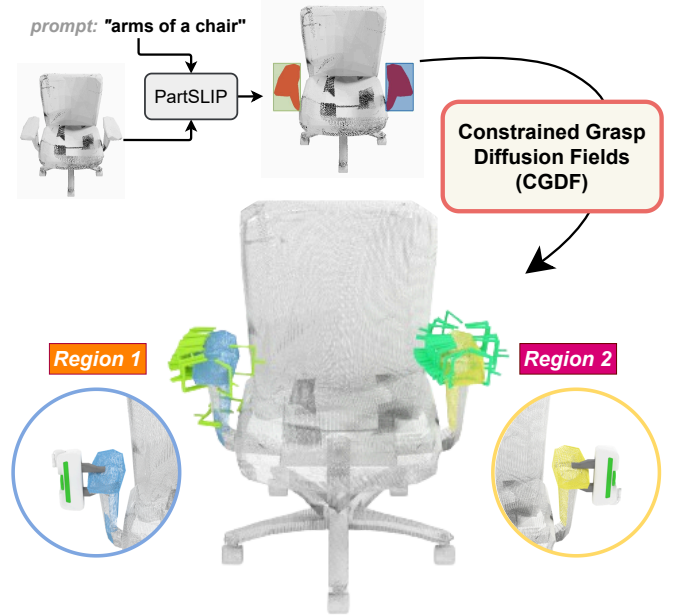 prompt: "arms of a chair"
PartSLIP
Constrained Grasp
Diffusion Fields
(CGDF)
Region 1
Region 2